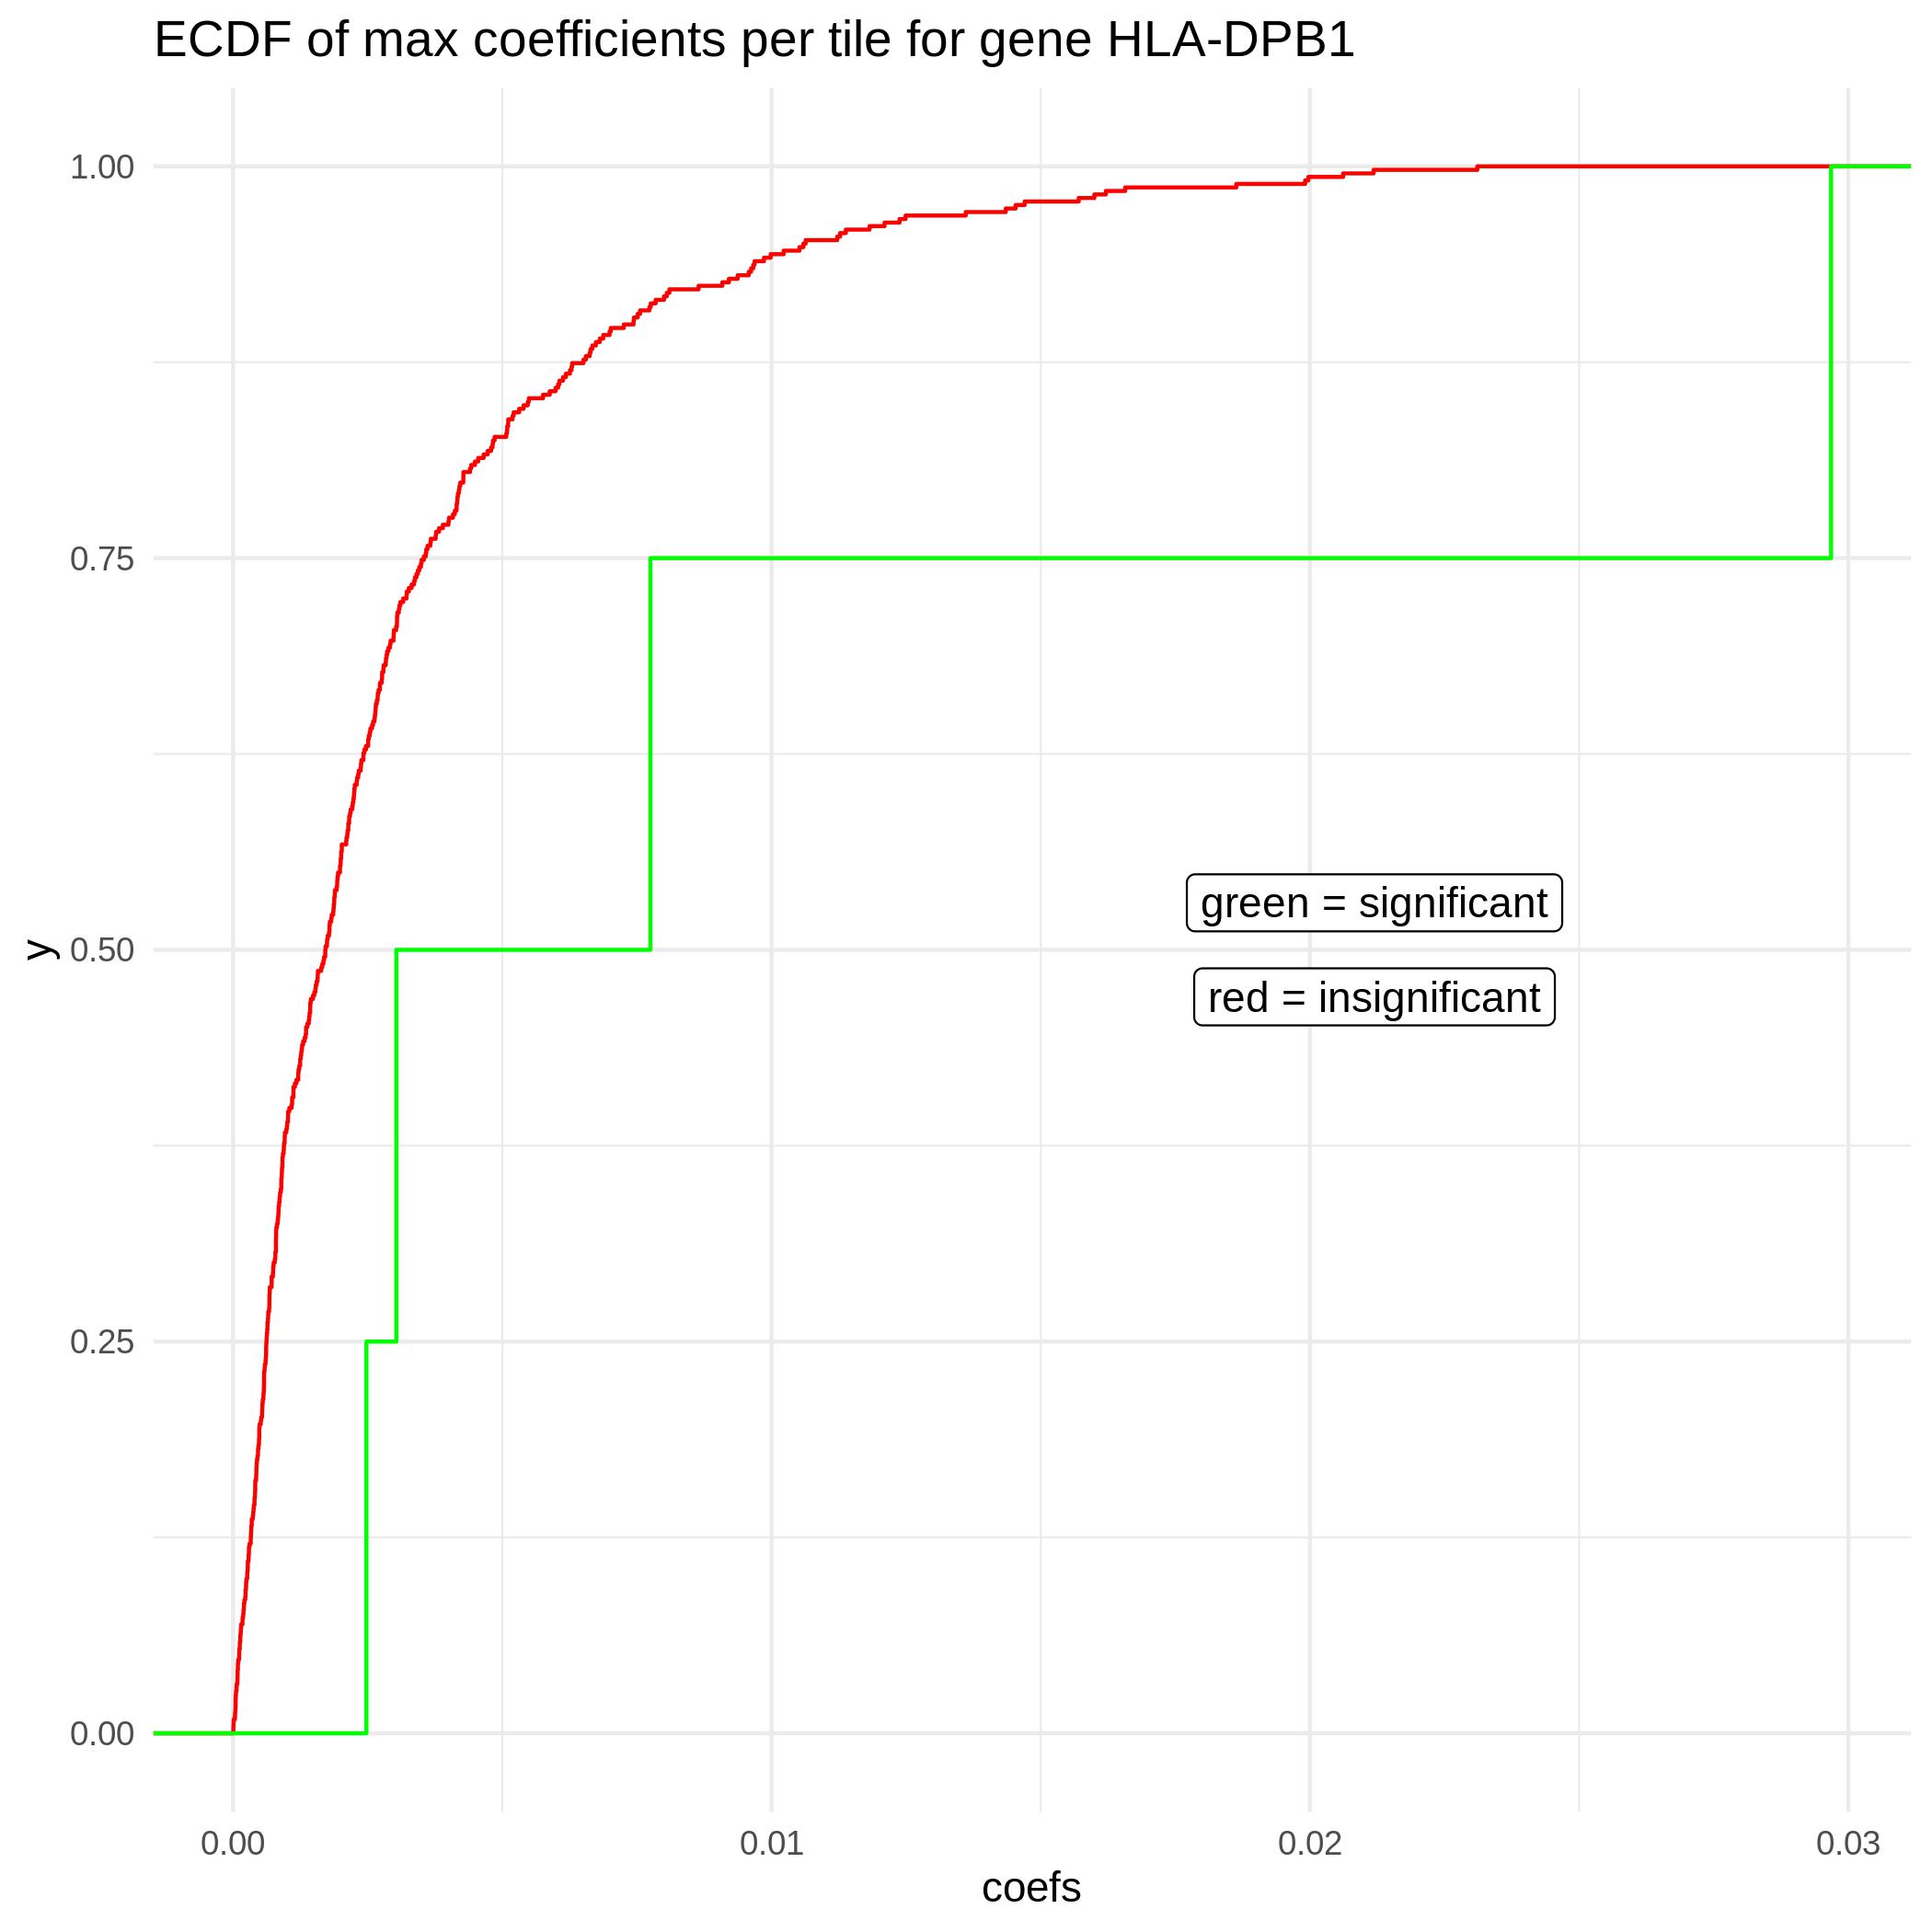 ECDF of max coefficients per tile for gene HLA-DPB1
1.00
0.75
0.50
0.25
0.00
y
green = significant
red = insignificant
0.00 0.01 0.02 0.03
coefs